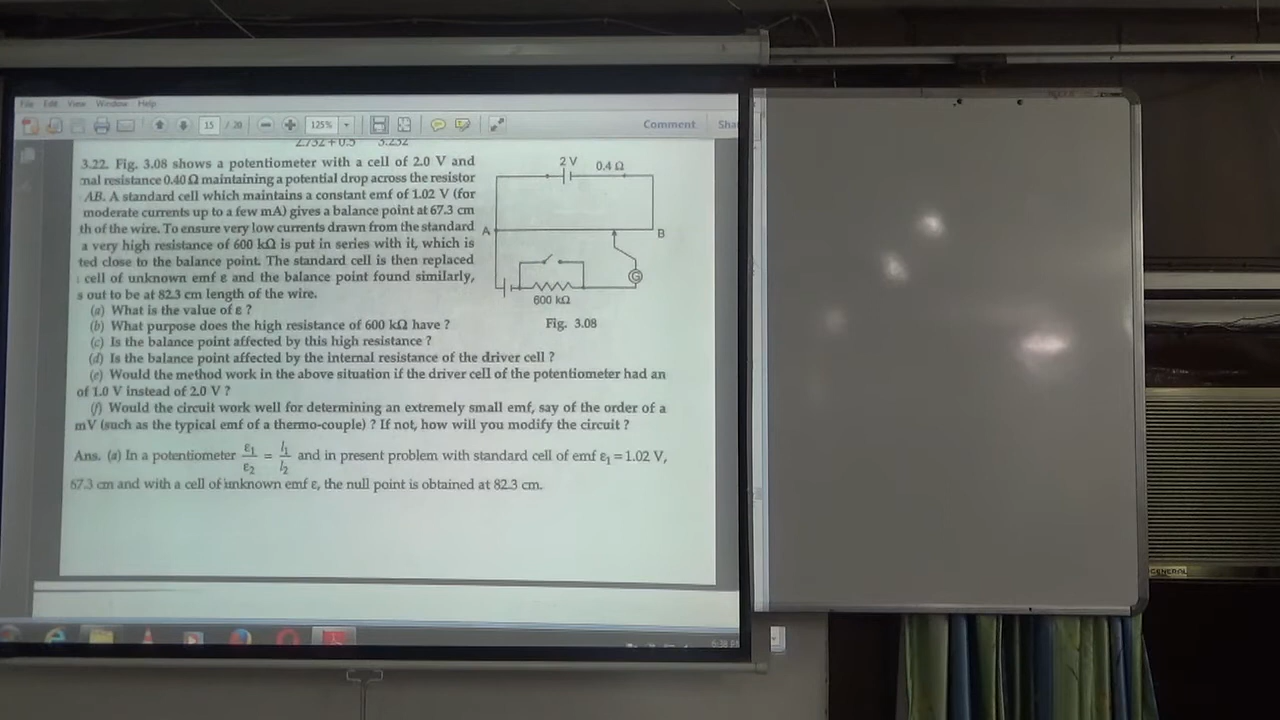 File Edit View Window Help
15 / 20 125% Comment
3.22. Fig. 3.08 shows a potentiometer with a cell of 2.0 V and
nal resistance 0.40 Ω maintaining a potential drop across the resistor
AB. A standard cell which maintains a constant emf of 1.02 V (for
moderate currents up to a few mA) gives a balance point at 67.3 cm
th of the wire. To ensure very low currents drawn from the standard
a very high resistance of 600 kΩ is put in series with it, which is
ted close to the balance point. The standard cell is then replaced
cell of unknown emf ε and the balance point found similarly,
s out to be at 82.3 cm length of the wire.
2 V 0.4 Ω
A B
G
600 kΩ
Fig. 3.08
(a) What is the value of ε ?
(b) What purpose does the high resistance of 600 kΩ have ?
(c) Is the balance point affected by this high resistance ?
(d) Is the balance point affected by the internal resistance of the driver cell ?
(e) Would the method work in the above situation if the driver cell of the potentiometer had an
of 1.0 V instead of 2.0 V ?
(f) Would the circuit work well for determining an extremely small emf, say of the order of a
mV (such as the typical emf of a thermo-couple) ? If not, how will you modify the circuit ?
Ans. (a) In a potentiometer ε1/ε2 = l1/l2 and in present problem with standard cell of emf ε1 = 1.02 V,
67.3 cm and with a cell of unknown emf ε, the null point is obtained at 82.3 cm.
GENERAL